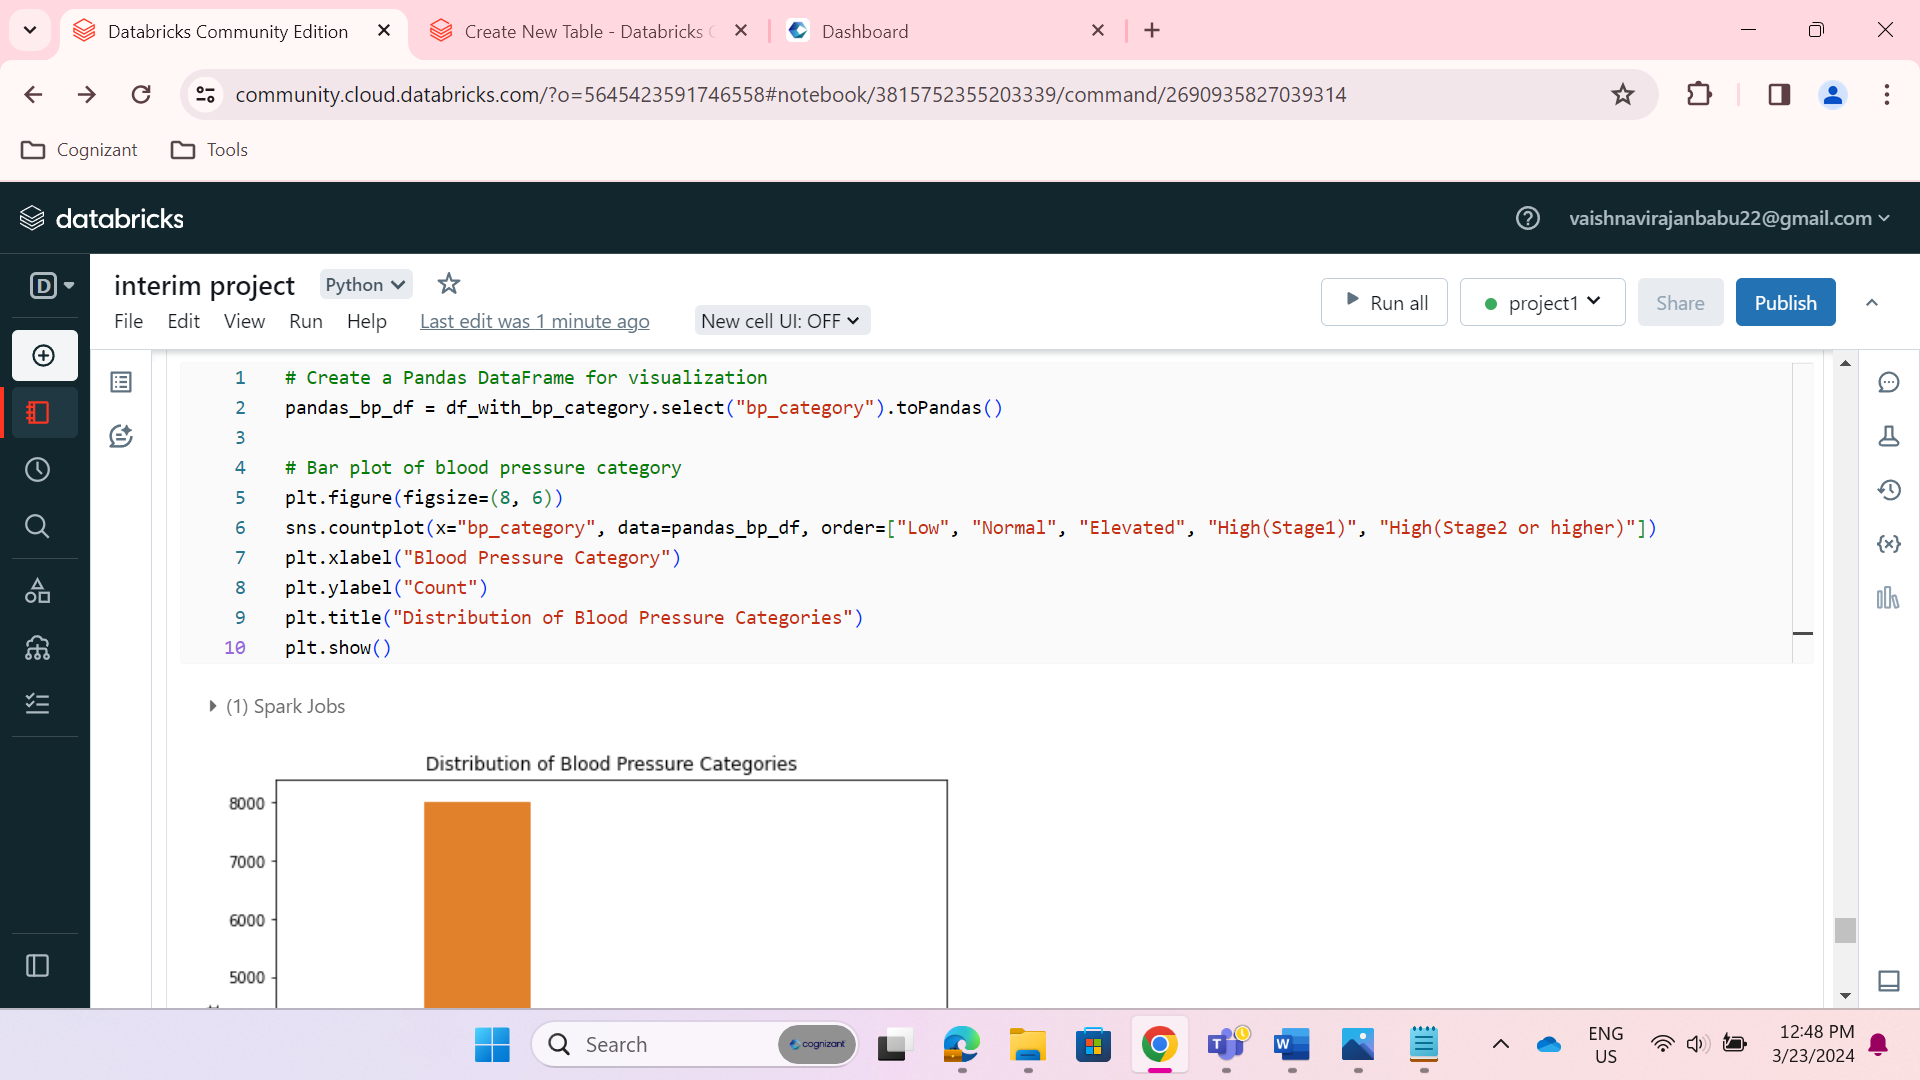 Databricks Community Edition
Create New Table - Databricks C
Dashboard
community.cloud.databricks.com/?o=5645423591746558#notebook/3815752355203339/command/2690935827039314
Cognizant
Tools
databricks
vaishnavirajanbabu22@gmail.com
D
interim project
Python
Run all
project1
Share
Publish
File Edit View Run Help
Last edit was 1 minute ago
New cell UI: OFF
1 # Create a Pandas DataFrame for visualization
2 pandas_bp_df = df_with_bp_category.select("bp_category").toPandas()
3
4 # Bar plot of blood pressure category
5 plt.figure(figsize=(8, 6))
6 sns.countplot(x="bp_category", data=pandas_bp_df, order=["Low", "Normal", "Elevated", "High(Stage1)", "High(Stage2 or higher)"])
7 plt.xlabel("Blood Pressure Category")
8 plt.ylabel("Count")
9 plt.title("Distribution of Blood Pressure Categories")
10 plt.show()
(1) Spark Jobs
Distribution of Blood Pressure Categories
8000
7000
6000
5000
Search
cognizant
ENG
US
12:48 PM
3/23/2024